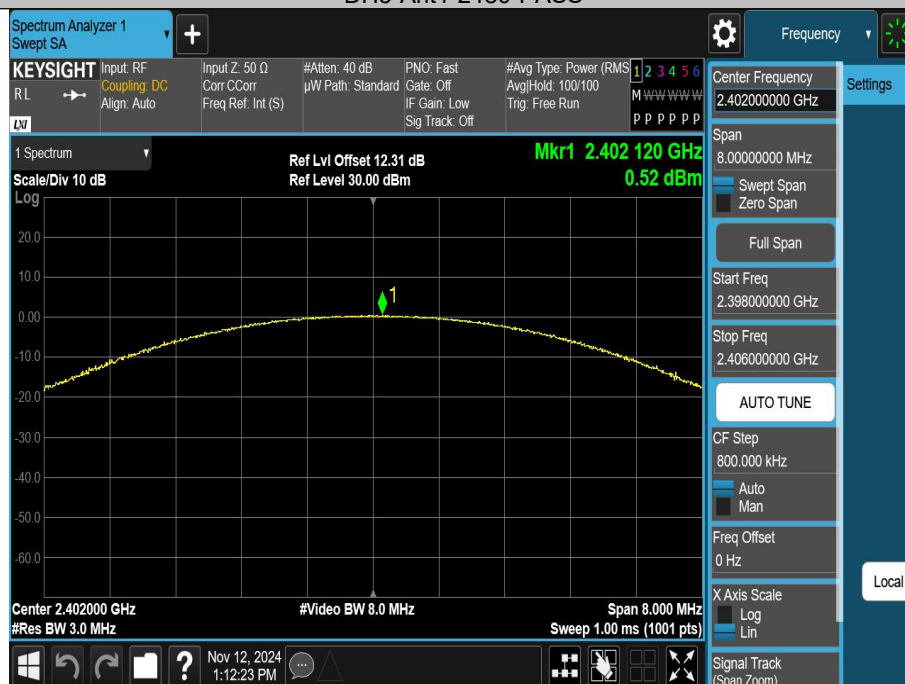 Spectrum Analyzer 1
Swept SA
Frequency
KEYSIGHT
R L
LXI
Input: RF
Coupling: DC
Align: Auto
Input Z: 50 Ω
Corr CCorr
Freq Ref: Int (S)
#Atten: 40 dB
µW Path: Standard
PNO: Fast
Gate: Off
IF Gain: Low
Sig Track: Off
#Avg Type: Power (RMS
Avg|Hold: 100/100
Trig: Free Run
1 2 3 4 5 6
M W W W W W
P P P P P P
1 Spectrum
Scale/Div 10 dB
Log
Ref Lvl Offset 12.31 dB
Ref Level 30.00 dBm
Mkr1 2.402 120 GHz
0.52 dBm
20.0
10.0
0.00
-10.0
-20.0
-30.0
-40.0
-50.0
-60.0
1
Center 2.402000 GHz
#Res BW 3.0 MHz
#Video BW 8.0 MHz
Span 8.000 MHz
Sweep 1.00 ms (1001 pts)
Nov 12, 2024
1:12:23 PM
Center Frequency
2.402000000 GHz
Settings
Span
8.00000000 MHz
Swept Span
Zero Span
Full Span
Start Freq
2.398000000 GHz
Stop Freq
2.406000000 GHz
AUTO TUNE
CF Step
800.000 kHz
Auto
Man
Freq Offset
0 Hz
X Axis Scale
Log
Lin
Local
Signal Track
(Span Zoom)